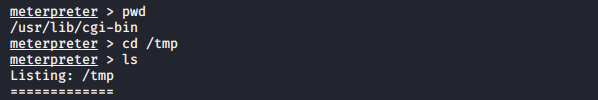 meterpreter > pwd
/usr/lib/cgi-bin
meterpreter > cd /tmp
meterpreter > ls
Listing: /tmp
=============